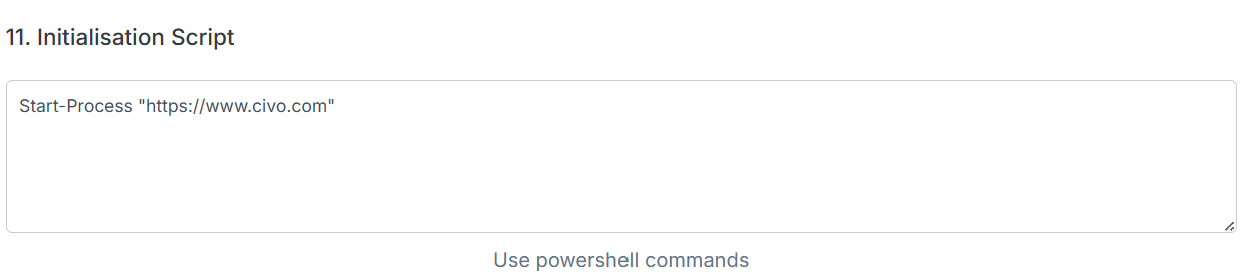 11. Initialisation Script
Start-Process "https://www.civo.com"
Use powershell commands